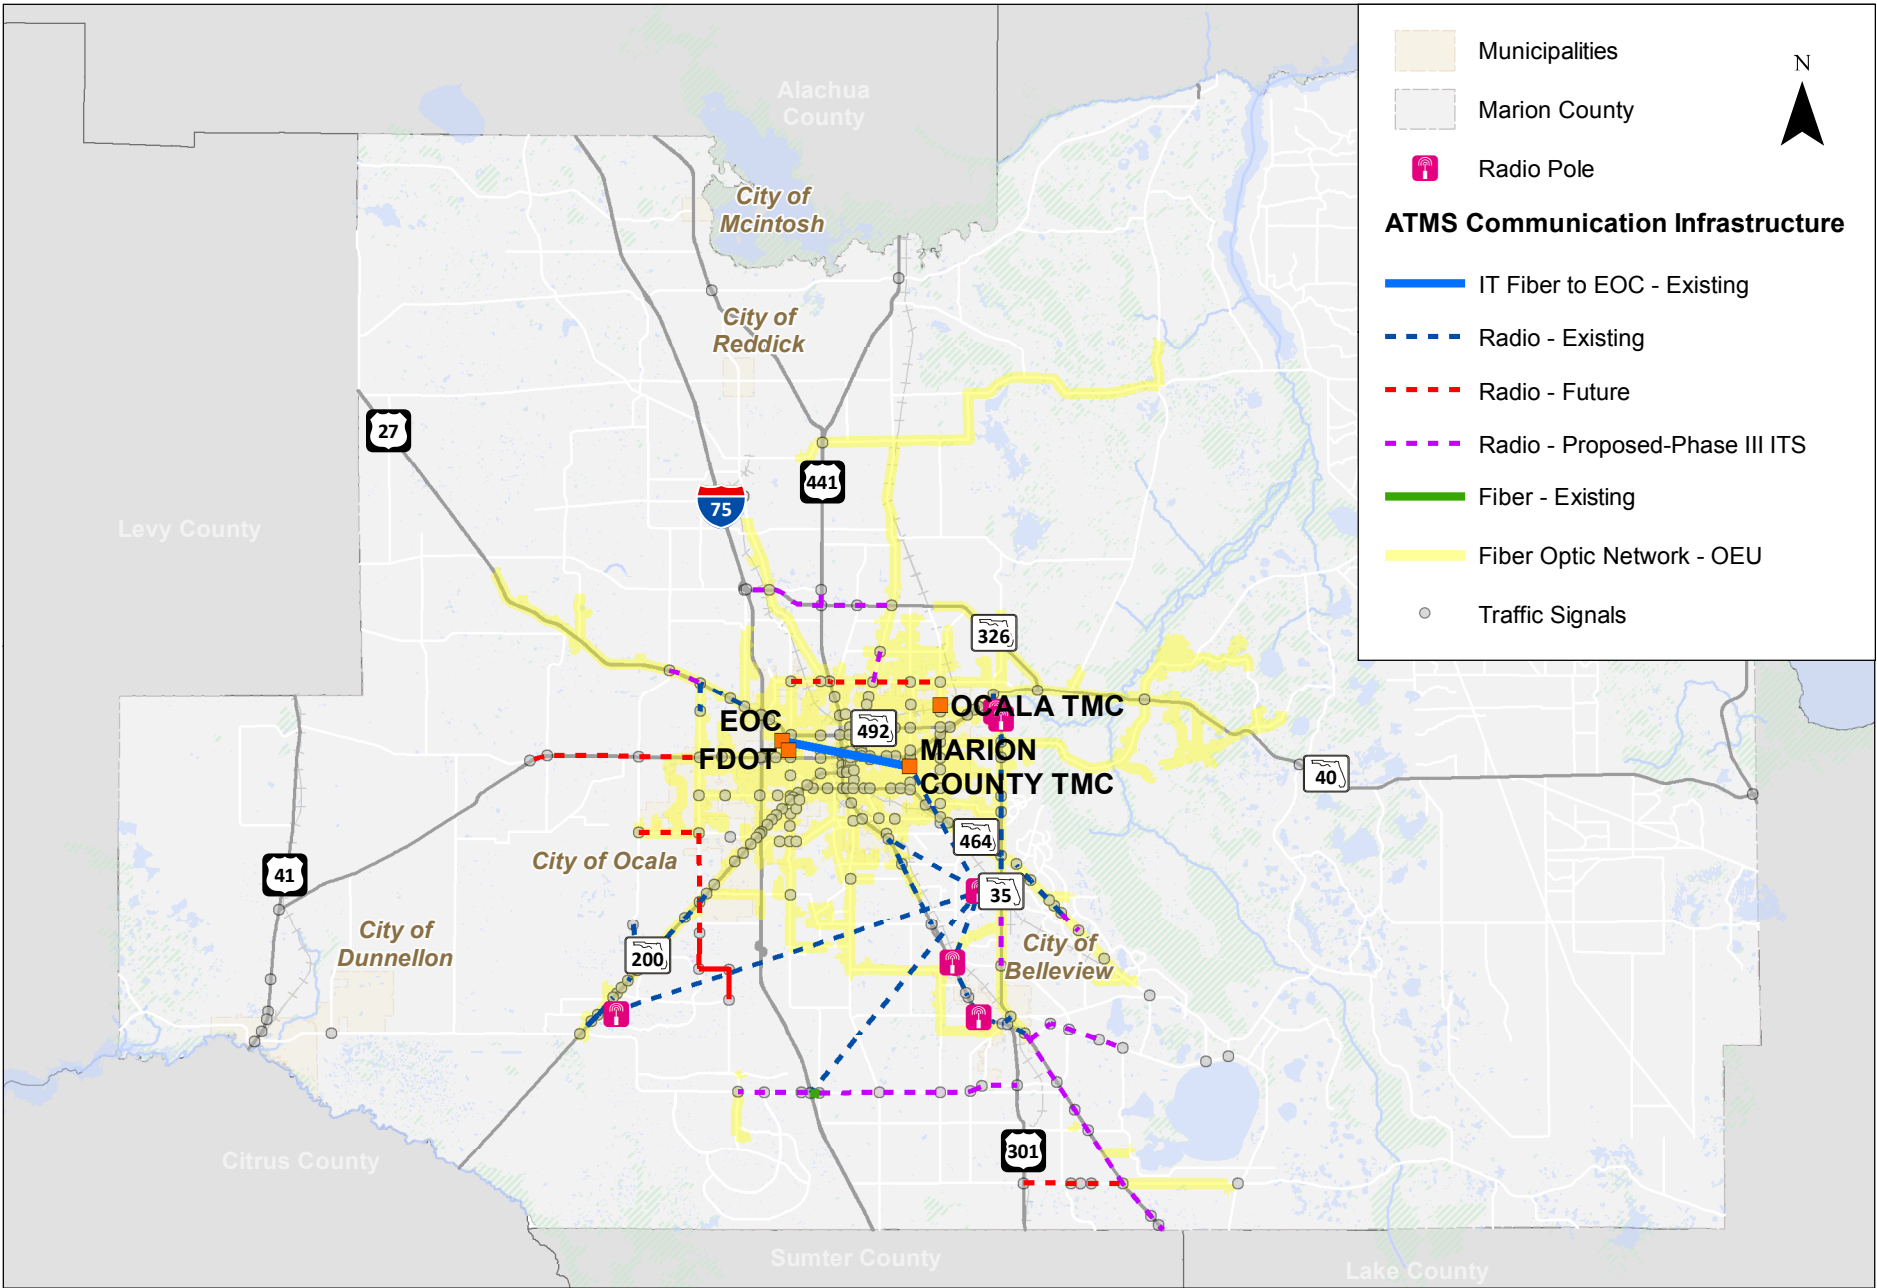 Municipalities
N
Marion County
Radio Pole
ATMS Communication Infrastructure
IT Fiber to EOC - Existing
Radio - Existing
Radio - Future
Radio - Proposed-Phase III ITS
Fiber - Existing
Fiber Optic Network - OEU
Traffic Signals
Alachua
County
City of
Mcintosh
City of
Reddick
27
441
75
Levy County
326
OCALA TMC
EOC
492
FDOT
MARION
COUNTY TMC
40
464
City of Ocala
41
35
City of
Dunnellon
200
City of
Belleview
301
Citrus County
Sumter County
Lake County